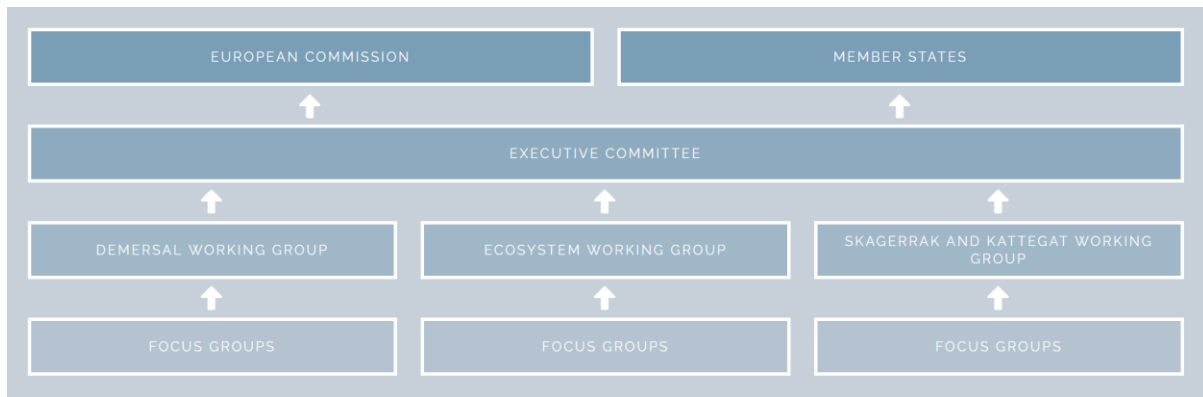 EUROPEAN COMMISSION
MEMBER STATES
EXECUTIVE COMMITTEE
DEMERSAL WORKING GROUP
ECOSYSTEM WORKING GROUP
SKAGERRAK AND KATTEGAT WORKING
GROUP
FOCUS GROUPS
FOCUS GROUPS
FOCUS GROUPS